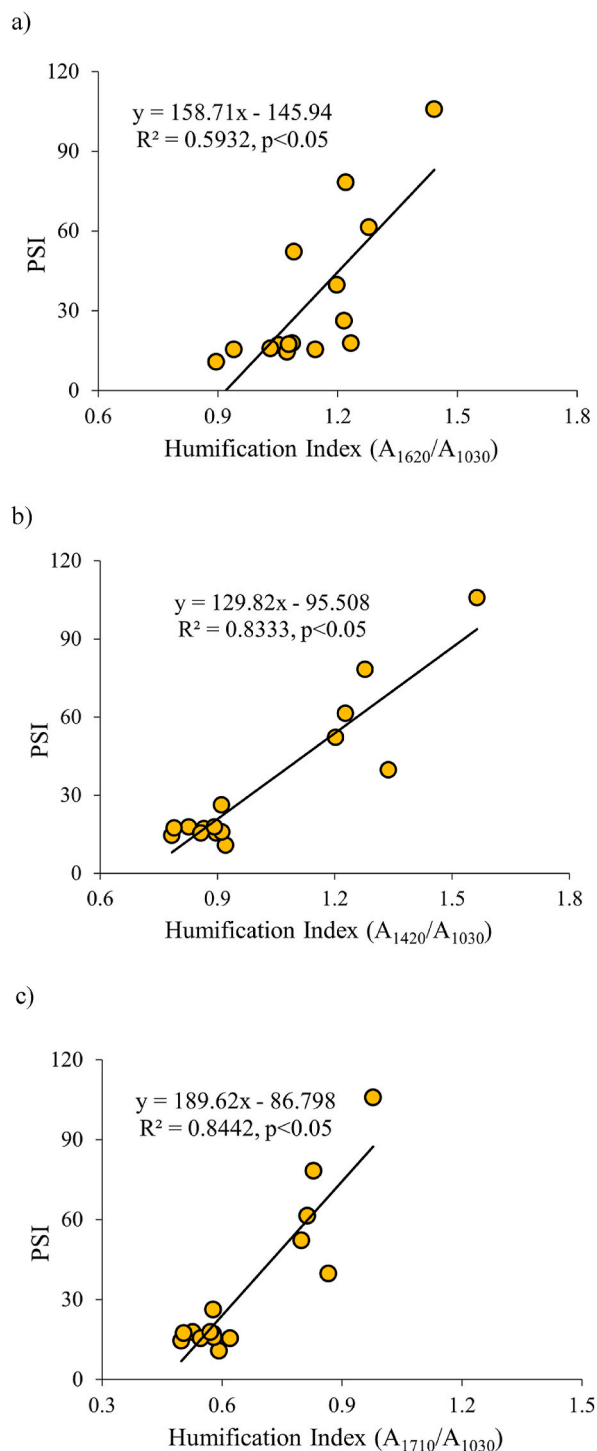 a)
120
90
60
30
0
PSI
y = 158.71x - 145.94
R² = 0.5932, p<0.05
0.6 0.9 1.2 1.5 1.8
Humification Index (A₁₆₂₀/A₁₀₃₀)
b)
120
90
60
30
0
PSI
y = 129.82x - 95.508
R² = 0.8333, p<0.05
0.6 0.9 1.2 1.5 1.8
Humification Index (A₁₄₂₀/A₁₀₃₀)
c)
120
90
60
30
0
PSI
y = 189.62x - 86.798
R² = 0.8442, p<0.05
0.3 0.6 0.9 1.2 1.5
Humification Index (A₁₇₁₀/A₁₀₃₀)